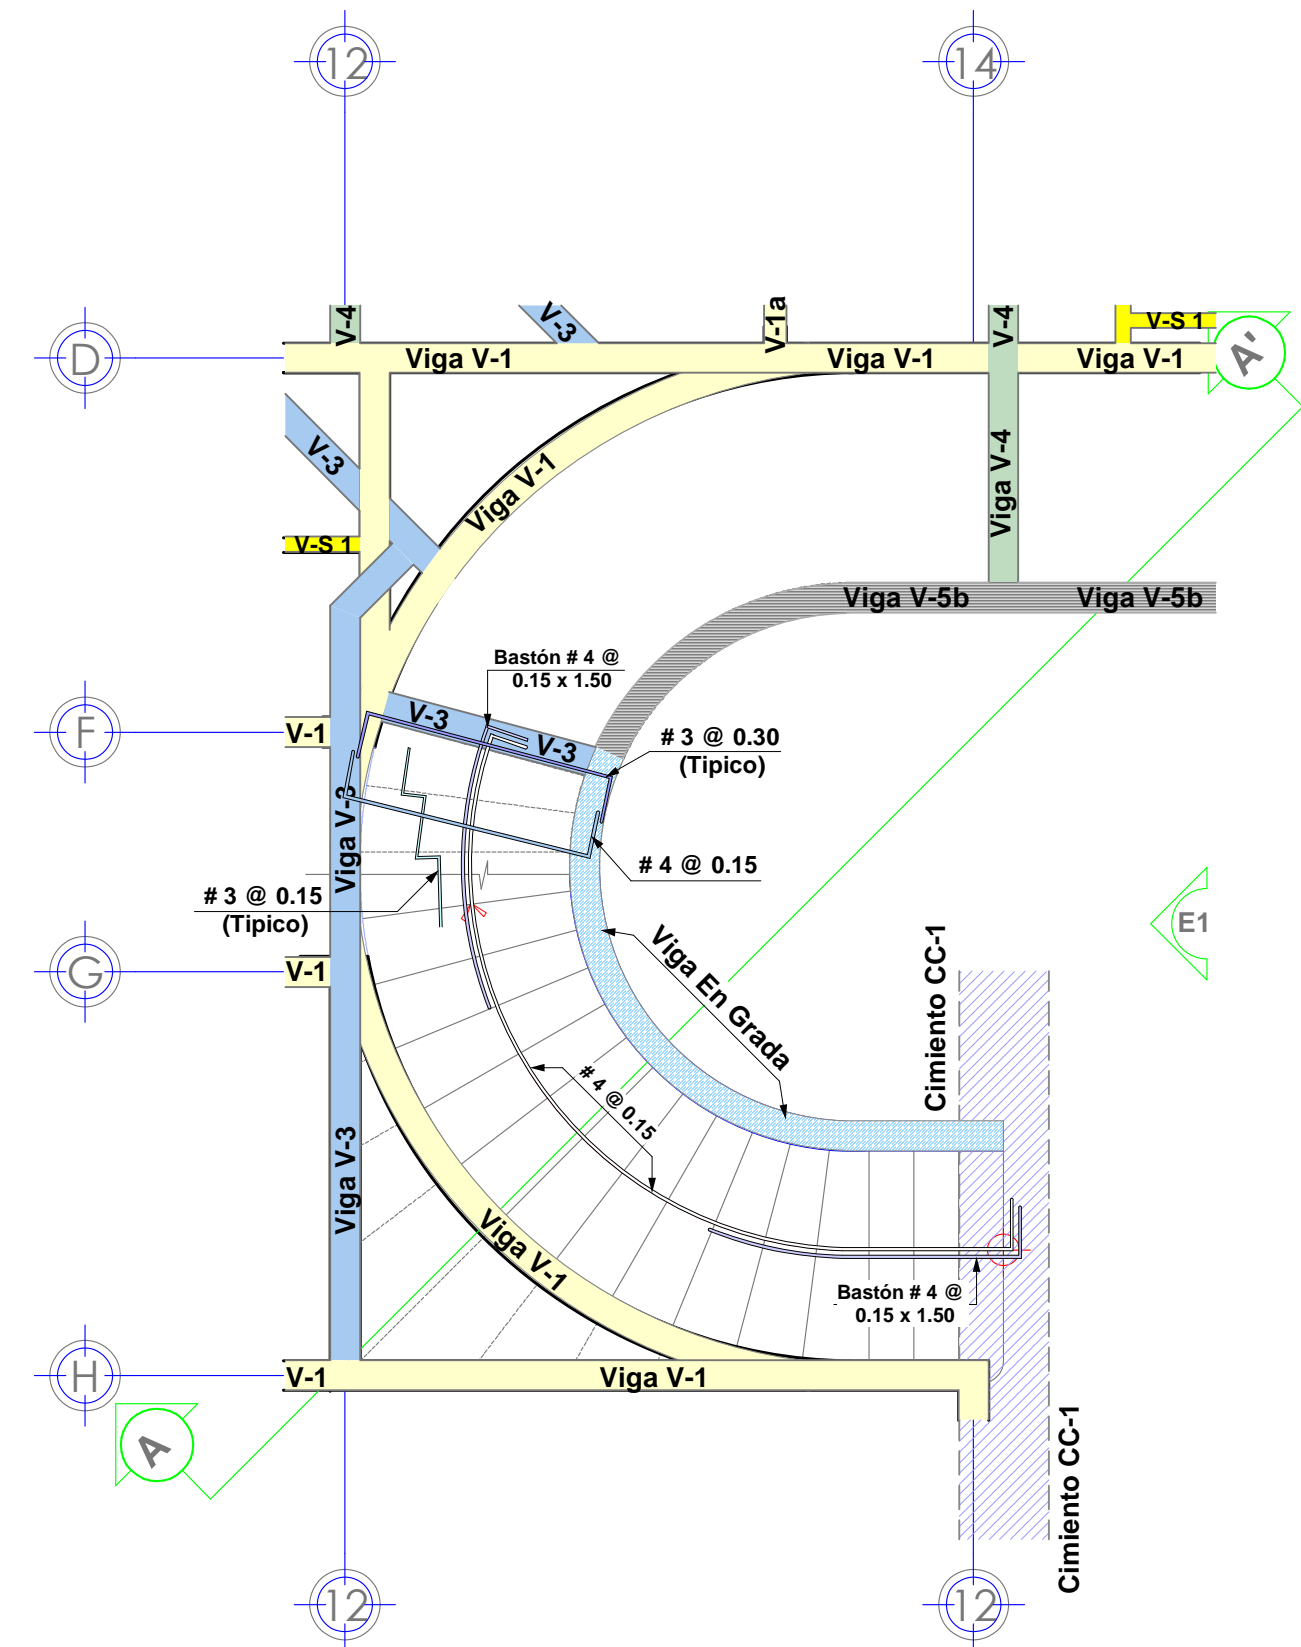 12
14
V-4
V-3
V-1a
V-4
V-S 1
D
Viga V-1
Viga V-1
Viga V-1
A'
V-3
Viga V-1
Viga V-4
V-S 1
Viga V-5b
Viga V-5b
Bastón # 4 @
0.15 x 1.50
F
V-1
V-3
V-3
# 3 @ 0.30
(Tipico)
Viga V-3
# 4 @ 0.15
# 3 @ 0.15
(Tipico)
E1
G
V-1
Viga En Grada
Cimiento CC-1
# 4 @ 0.15
Viga V-3
Viga V-1
Bastón # 4 @
0.15 x 1.50
H
V-1
Viga V-1
A
Cimiento CC-1
12
12